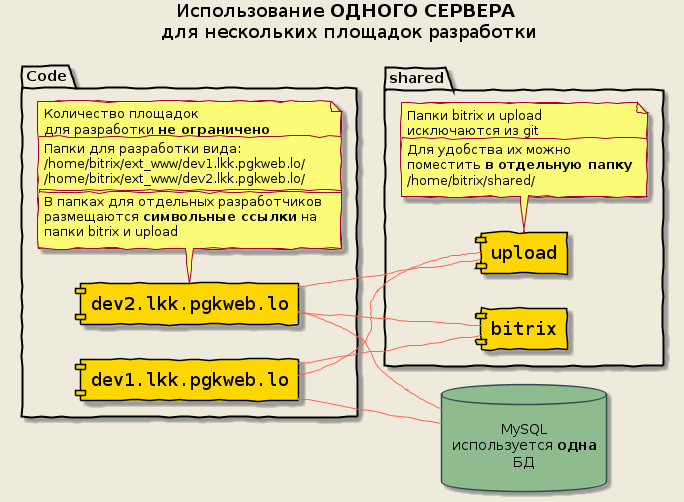 Использование ОДНОГО СЕРВЕРА
для нескольких площадок разработки
Code
Количество площадок
для разработки не ограничено
Папки для разработки вида:
/home/bitrix/ext_www/dev1.lkk.pgkweb.lo/
/home/bitrix/ext_www/dev2.lkk.pgkweb.lo/
В папках для отдельных разработчиков
размещаются символьные ссылки на
папки bitrix и upload
dev2.lkk.pgkweb.lo
dev1.lkk.pgkweb.lo
shared
Папки bitrix и upload
исключаются из git
Для удобства их можно
поместить в отдельную папку
/home/bitrix/shared/
upload
bitrix
MySQL
используется одна
БД